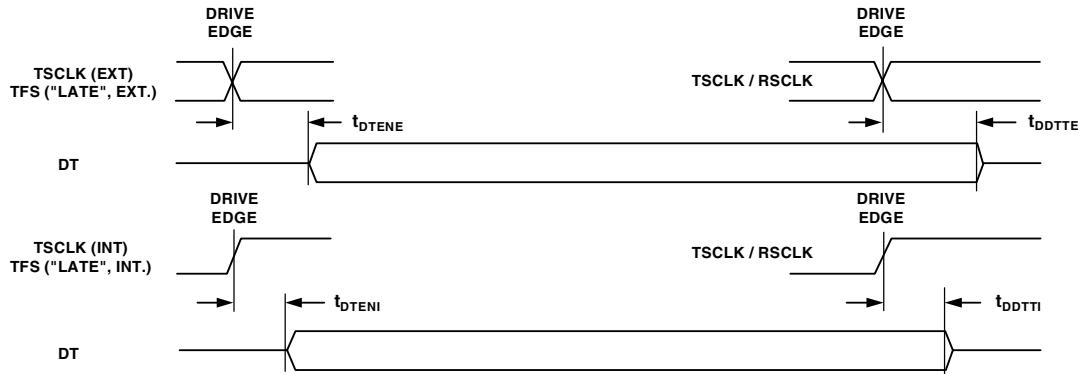 DRIVE
EDGE
DRIVE
EDGE
TSCLK (EXT)
TFS ("LATE", EXT.)
TSCLK / RSCLK
tDTENE
tDDTTE
DT
DRIVE
EDGE
DRIVE
EDGE
TSCLK (INT)
TFS ("LATE", INT.)
TSCLK / RSCLK
tDTENI
tDDTTI
DT